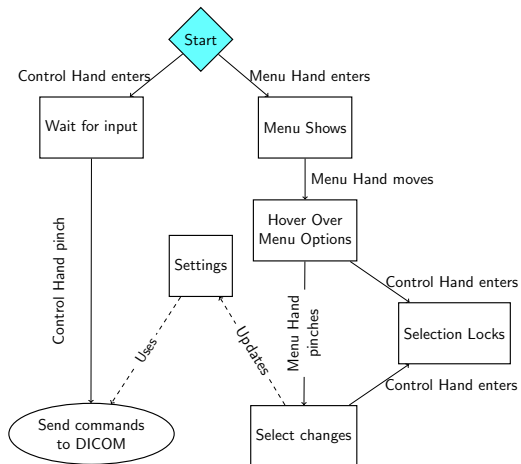 Start
Control Hand enters
Menu Hand enters
Wait for input
Menu Shows
Menu Hand moves
Hover Over
Menu Options
Control Hand pinch
Settings
Control Hand enters
Menu Hand
pinches
Selection Locks
Uses
Updates
Control Hand enters
Send commands
to DICOM
Select changes